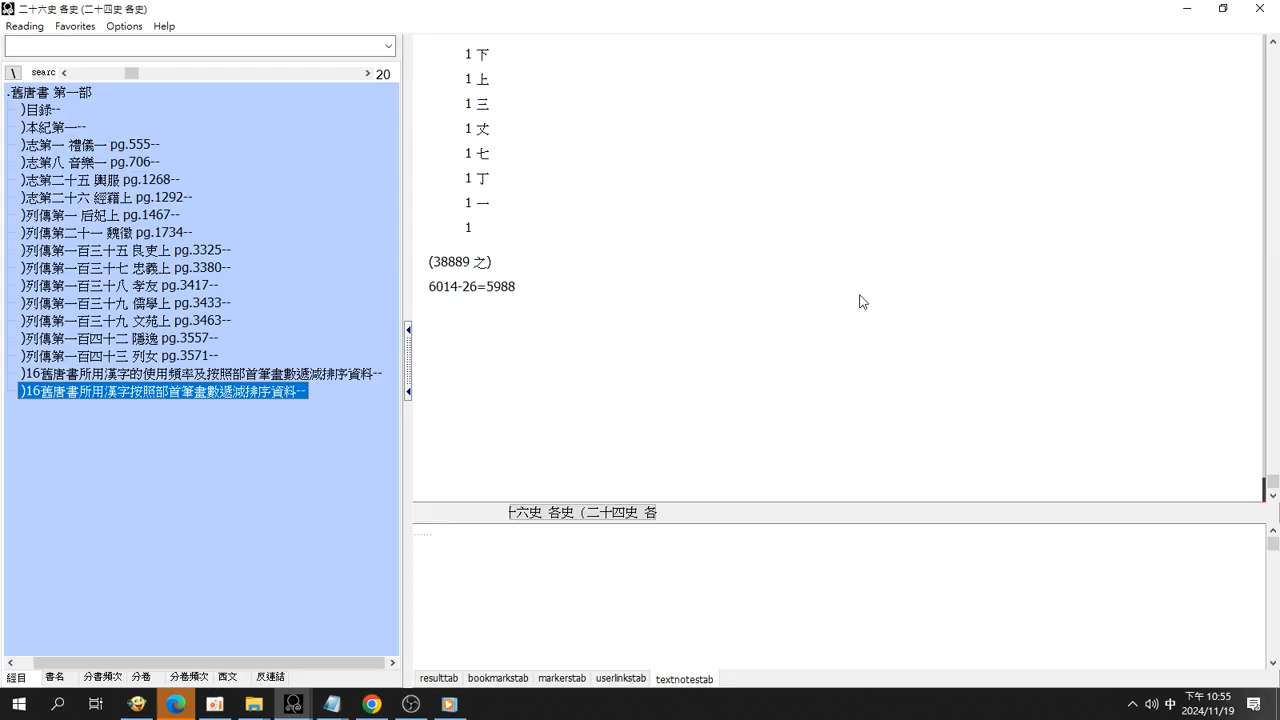 二十六史 各史 (二十四史 各史)
Reading Favorites Options Help
\ searc 20
.舊唐書 第一部
)目錄--
)本紀第一--
)志第一 禮儀一 pg.555--
)志第八 音樂一 pg.706--
)志第二十五 輿服 pg.1268--
)志第二十六 經籍上 pg.1292--
)列傳第一 后妃上 pg.1467--
)列傳第二十一 魏徵 pg.1734--
)列傳第一百三十五 良吏上 pg.3325--
)列傳第一百三十七 忠義上 pg.3380--
)列傳第一百三十八 孝友 pg.3417--
)列傳第一百三十九 儒學上 pg.3433--
)列傳第一百三十九 文苑上 pg.3463--
)列傳第一百四十二 隱逸 pg.3557--
)列傳第一百四十三 列女 pg.3571--
)16舊唐書所用漢字的使用頻率及按照部首筆畫數遞減排序資料--
)16舊唐書所用漢字按照部首筆畫數遞減排序資料--
經目 書名 分書頻次 分卷 分卷頻次 西文 反連結
1 下
1 上
1 三
1 丈
1 七
1 丁
1 一
1
(38889 之)
6014-26=5988
十六史 各史（二十四史 各
......
resulttab bookmarkstab markerstab userlinkstab textnotestab
中
下午 10:55
2024/11/19